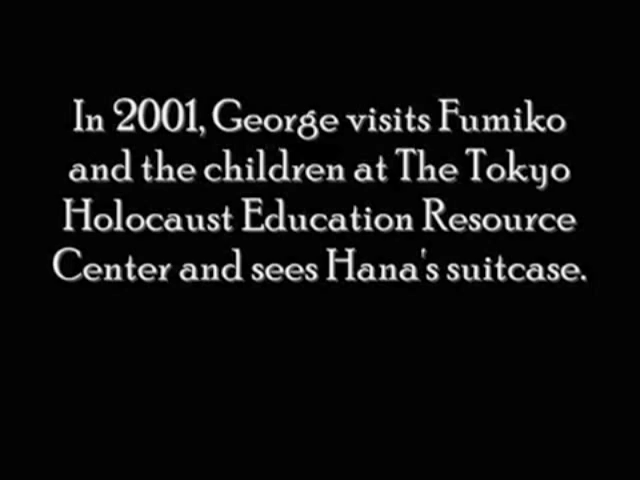 In 2001, George visits Fumiko
and the children at The Tokyo
Holocaust Education Resource
Center and sees Hana's suitcase.